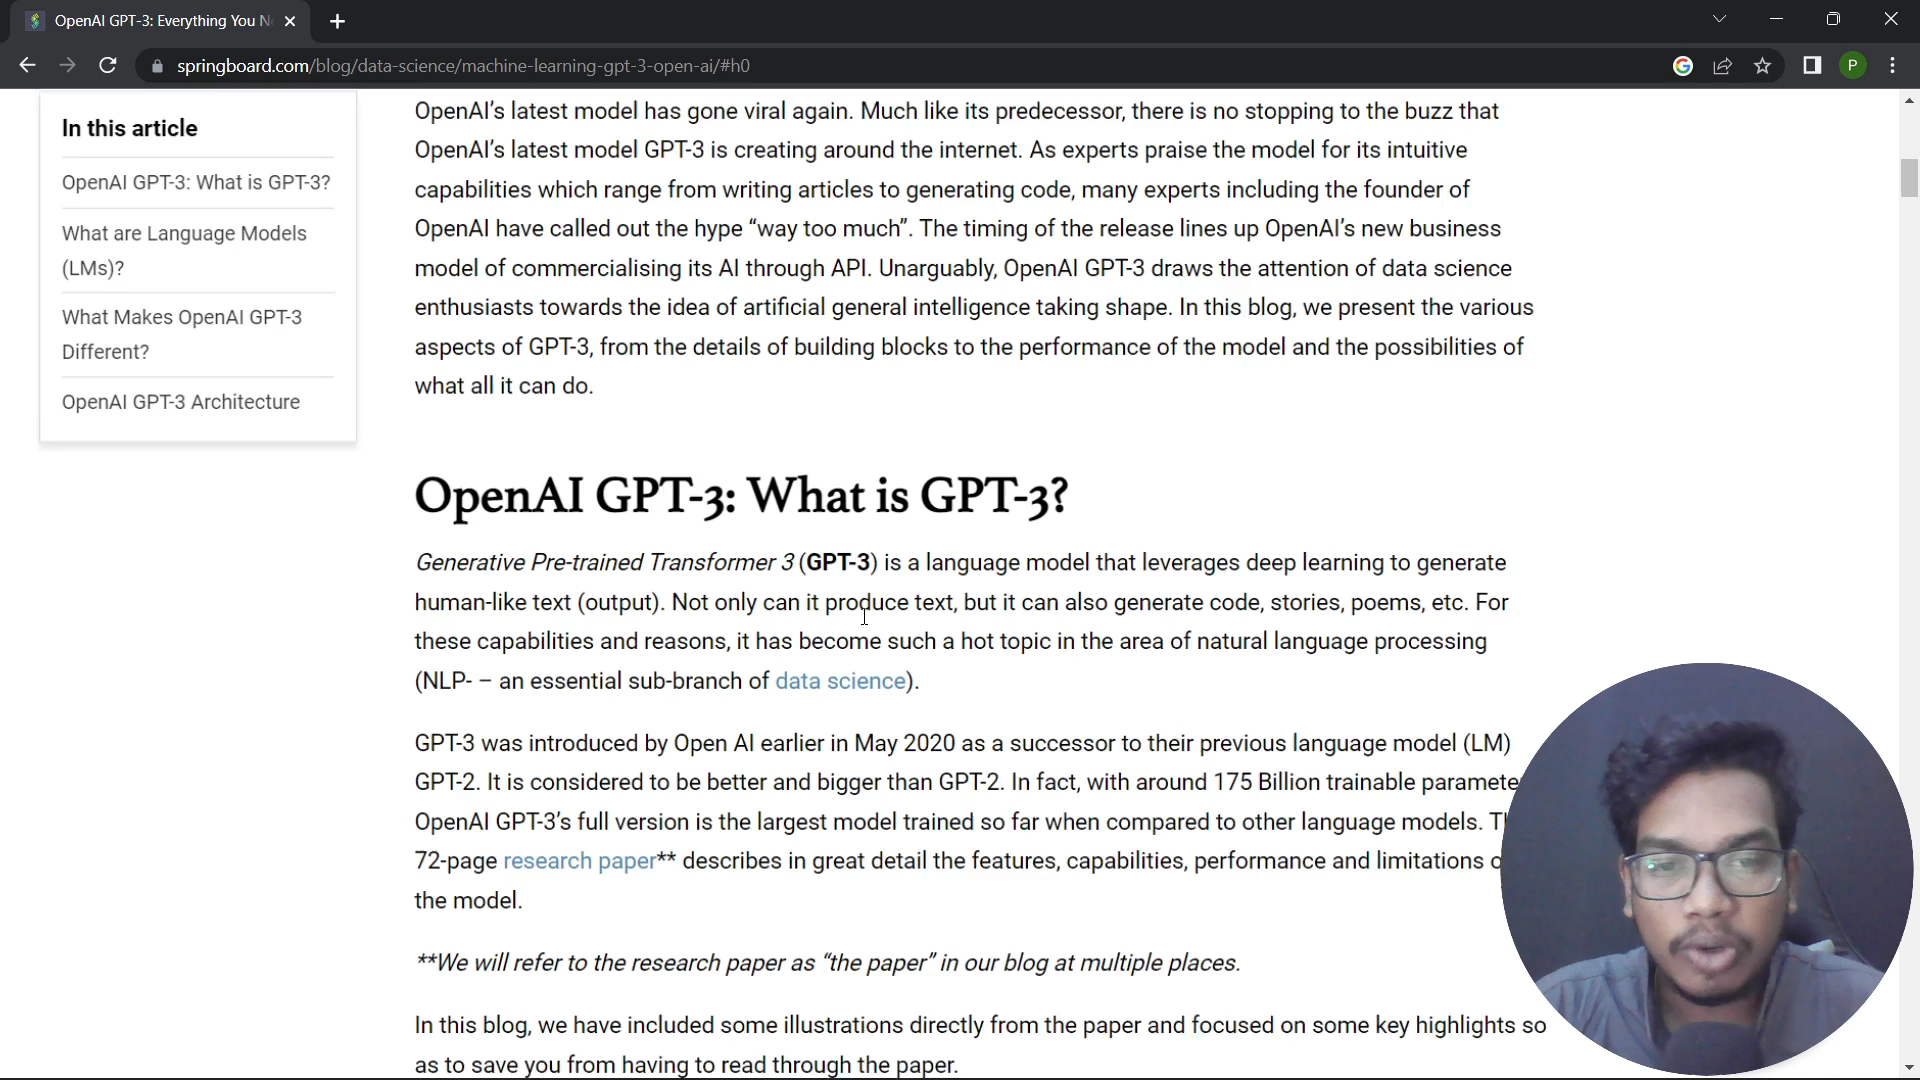 OpenAI GPT-3: Everything You N
springboard.com/blog/data-science/machine-learning-gpt-3-open-ai/#h0
P
In this article
OpenAI GPT-3: What is GPT-3?
What are Language Models
(LMs)?
What Makes OpenAI GPT-3
Different?
OpenAI GPT-3 Architecture
OpenAI’s latest model has gone viral again. Much like its predecessor, there is no stopping to the buzz that
OpenAI’s latest model GPT-3 is creating around the internet. As experts praise the model for its intuitive
capabilities which range from writing articles to generating code, many experts including the founder of
OpenAI have called out the hype “way too much”. The timing of the release lines up OpenAI’s new business
model of commercialising its AI through API. Unarguably, OpenAI GPT-3 draws the attention of data science
enthusiasts towards the idea of artificial general intelligence taking shape. In this blog, we present the various
aspects of GPT-3, from the details of building blocks to the performance of the model and the possibilities of
what all it can do.
OpenAI GPT-3: What is GPT-3?
Generative Pre-trained Transformer 3 (GPT-3) is a language model that leverages deep learning to generate
human-like text (output). Not only can it produce text, but it can also generate code, stories, poems, etc. For
these capabilities and reasons, it has become such a hot topic in the area of natural language processing
(NLP- – an essential sub-branch of data science).
GPT-3 was introduced by Open AI earlier in May 2020 as a successor to their previous language model (LM)
GPT-2. It is considered to be better and bigger than GPT-2. In fact, with around 175 Billion trainable paramete
OpenAI GPT-3’s full version is the largest model trained so far when compared to other language models. T
72-page research paper** describes in great detail the features, capabilities, performance and limitations o
the model.
**We will refer to the research paper as “the paper” in our blog at multiple places.
In this blog, we have included some illustrations directly from the paper and focused on some key highlights so
as to save you from having to read through the paper.